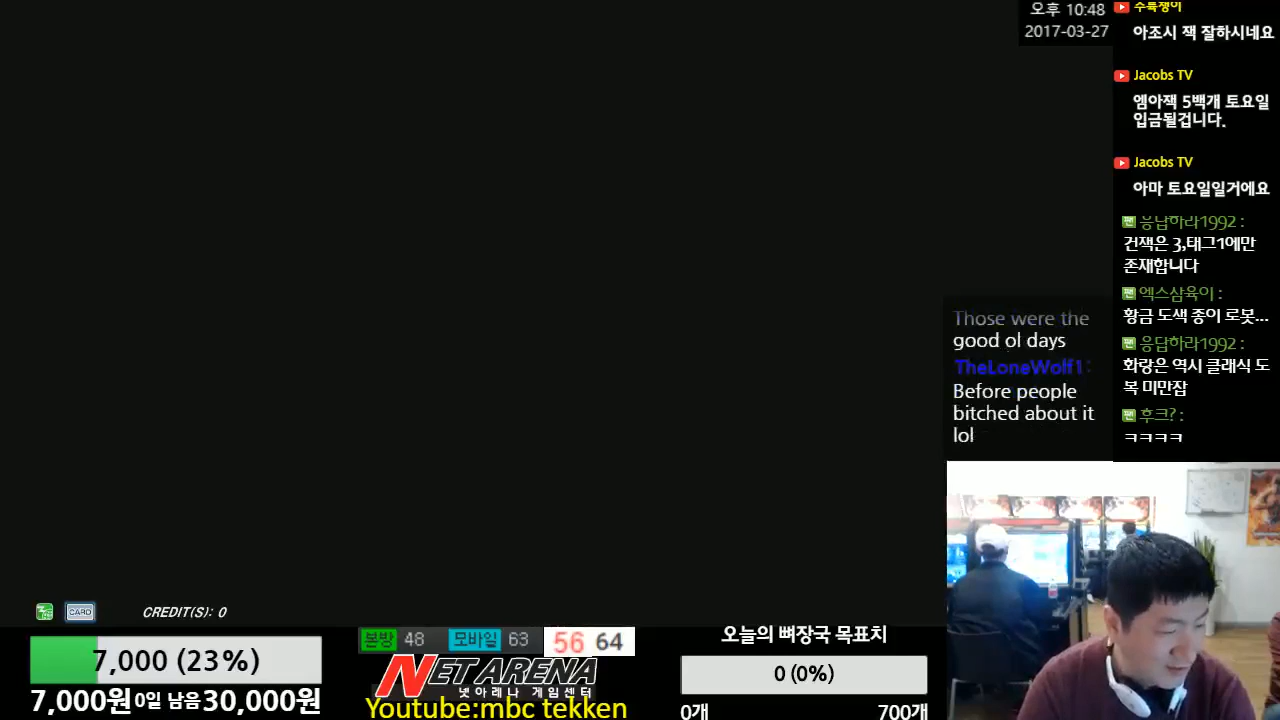 오후 10:48
2017-03-27
주륙쟁이
아조시 잭 잘하시네요
Jacobs TV
엠아잭 5백개 토요일
입금될겁니다.
Jacobs TV
아마 토요일일거에요
응답하라1992 :
건잭은 3,태그1에만
존재합니다
엑스삼육이 :
황금 도색 종이 로봇...
응답하라1992 :
화랑은 역시 클래식 도
복 미만잡
후크? :
ㅋㅋㅋㅋ
Those were the
good ol days
TheLoneWolf1:
Before people
bitched about it
lol
CARD
CREDIT(S): 0
7,000 (23%)
7,000원 0일 남음 30,000원
본방 48 모바일 63 56 64
NET ARENA
넷아레나 게임센터
Youtube:mbc tekken
오늘의 뼈장국 목표치
0 (0%)
0개 700개